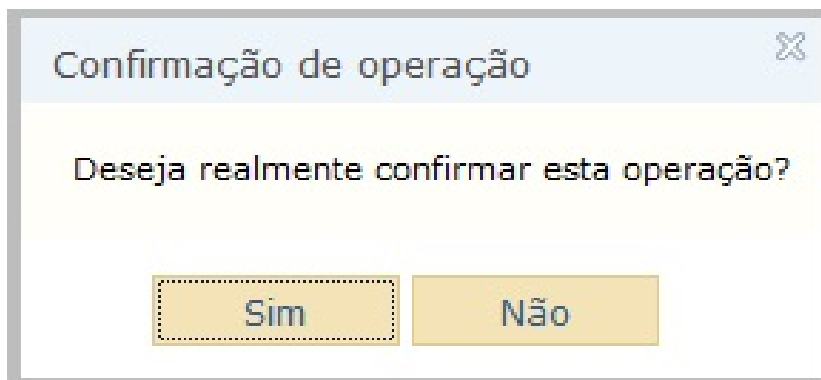 Confirmação de operação
Deseja realmente confirmar esta operação?
Sim
Não